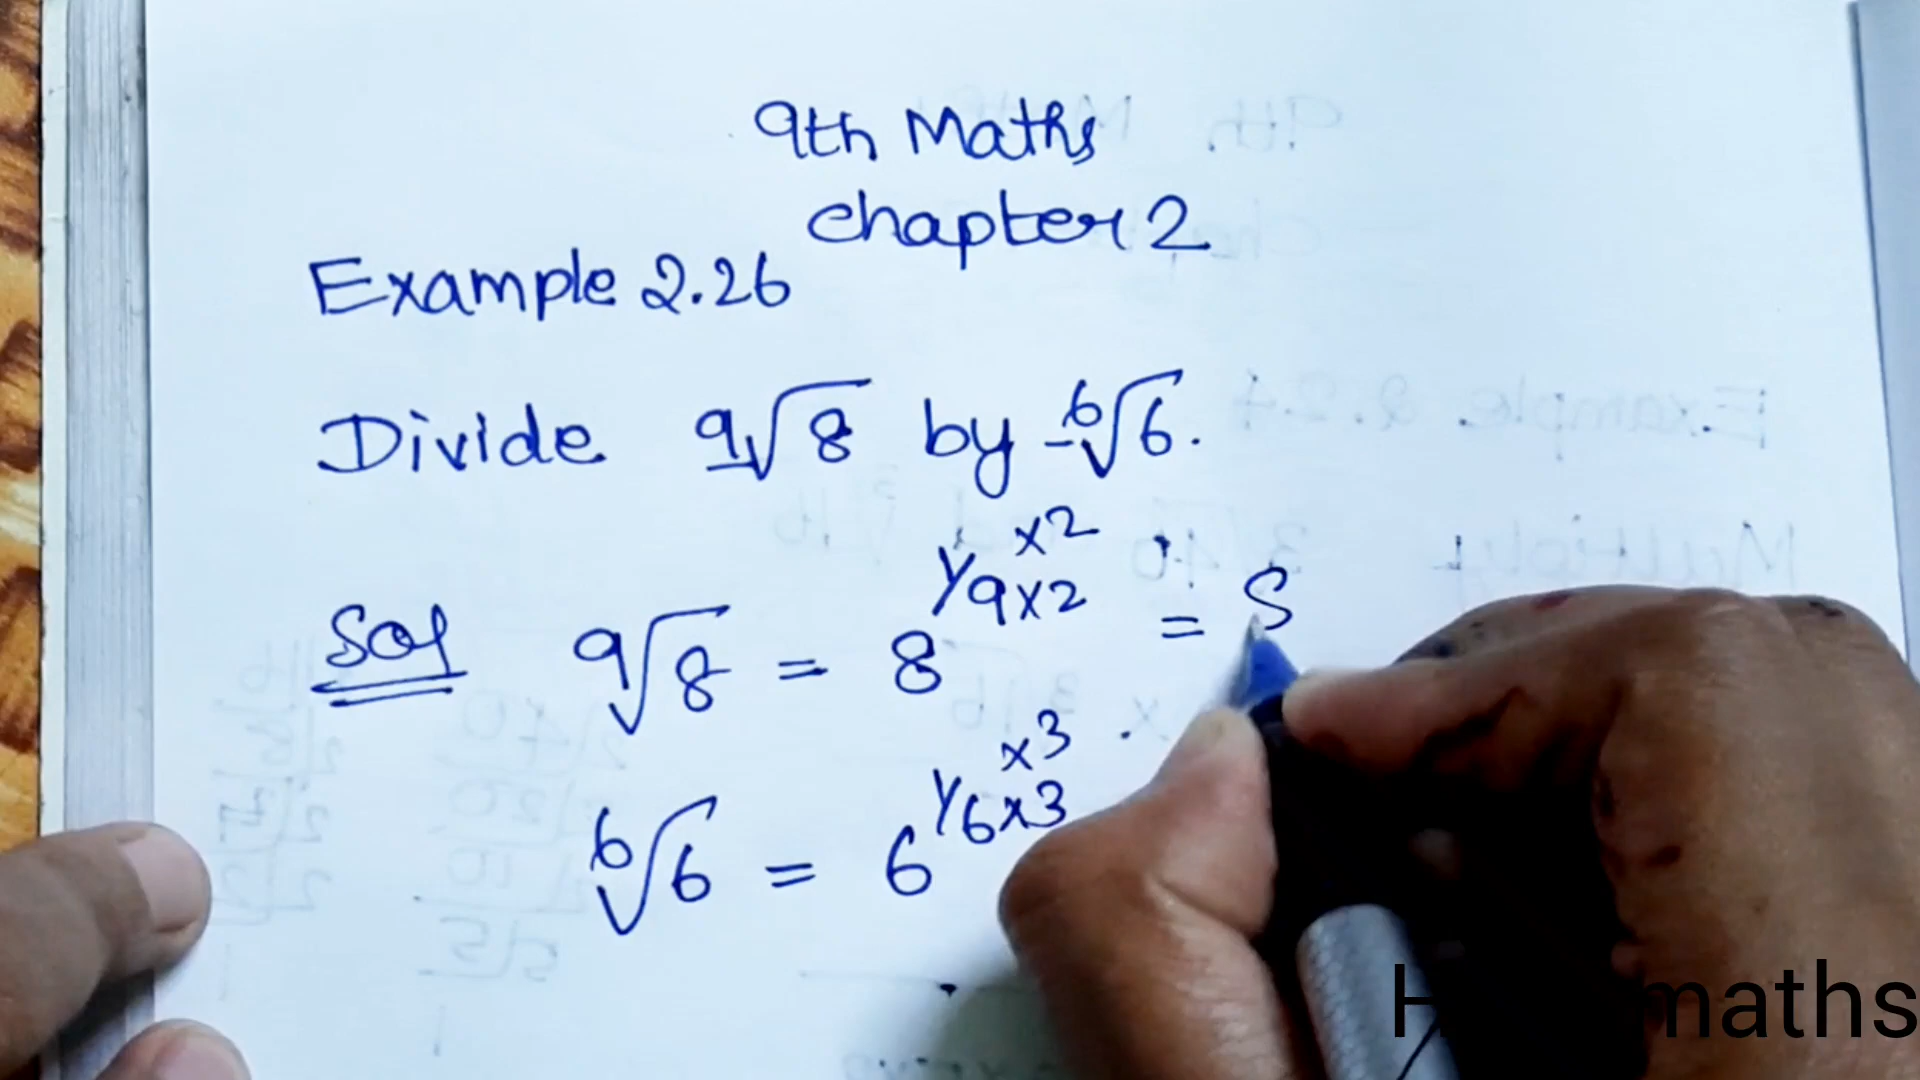 9th Maths
Chapter 2
Example 2.26
Divide ⁹√8 by ⁶√6.
Sol ⁹√8 = 8^(1/9×2)^(×2) =
⁶√6 = 6^(1/6×3)^(×3)
maths